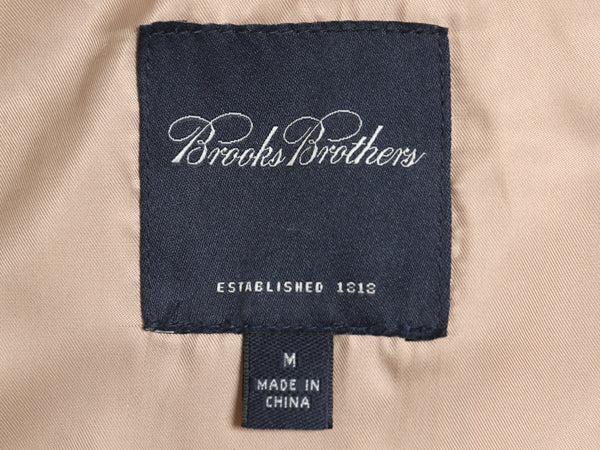 Brooks Brothers
ESTABLISHED 1818
M
MADE IN
CHINA